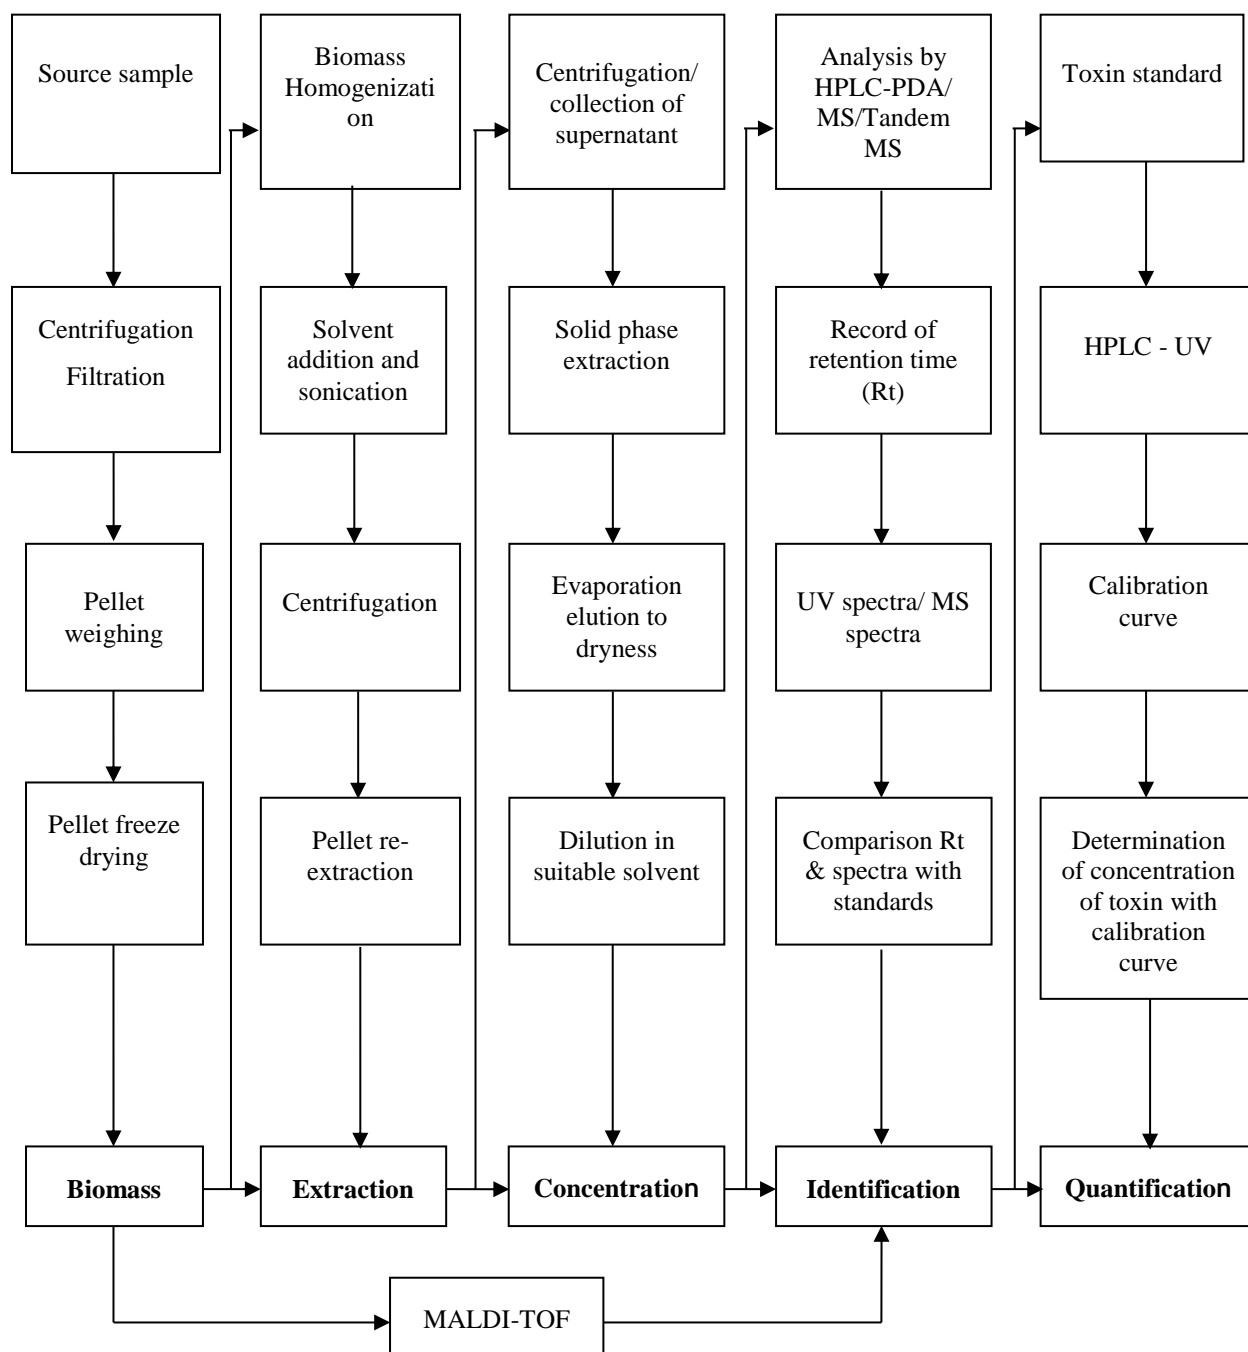 Source sample
Centrifugation
Filtration
Pellet
weighing
Pellet freeze
drying
Biomass
Biomass
Homogenizati
on
Solvent
addition and
sonication
Centrifugation
Pellet re-
extraction
Extraction
Centrifugation/
collection of
supernatant
Solid phase
extraction
Evaporation
elution to
dryness
Dilution in
suitable solvent
Concentration
Analysis by
HPLC-PDA/
MS/Tandem
MS
Record of
retention time
(Rt)
UV spectra/ MS
spectra
Comparison Rt
& spectra with
standards
Identification
Toxin standard
HPLC - UV
Calibration
curve
Determination
of concentration
of toxin with
calibration
curve
Quantification
MALDI-TOF